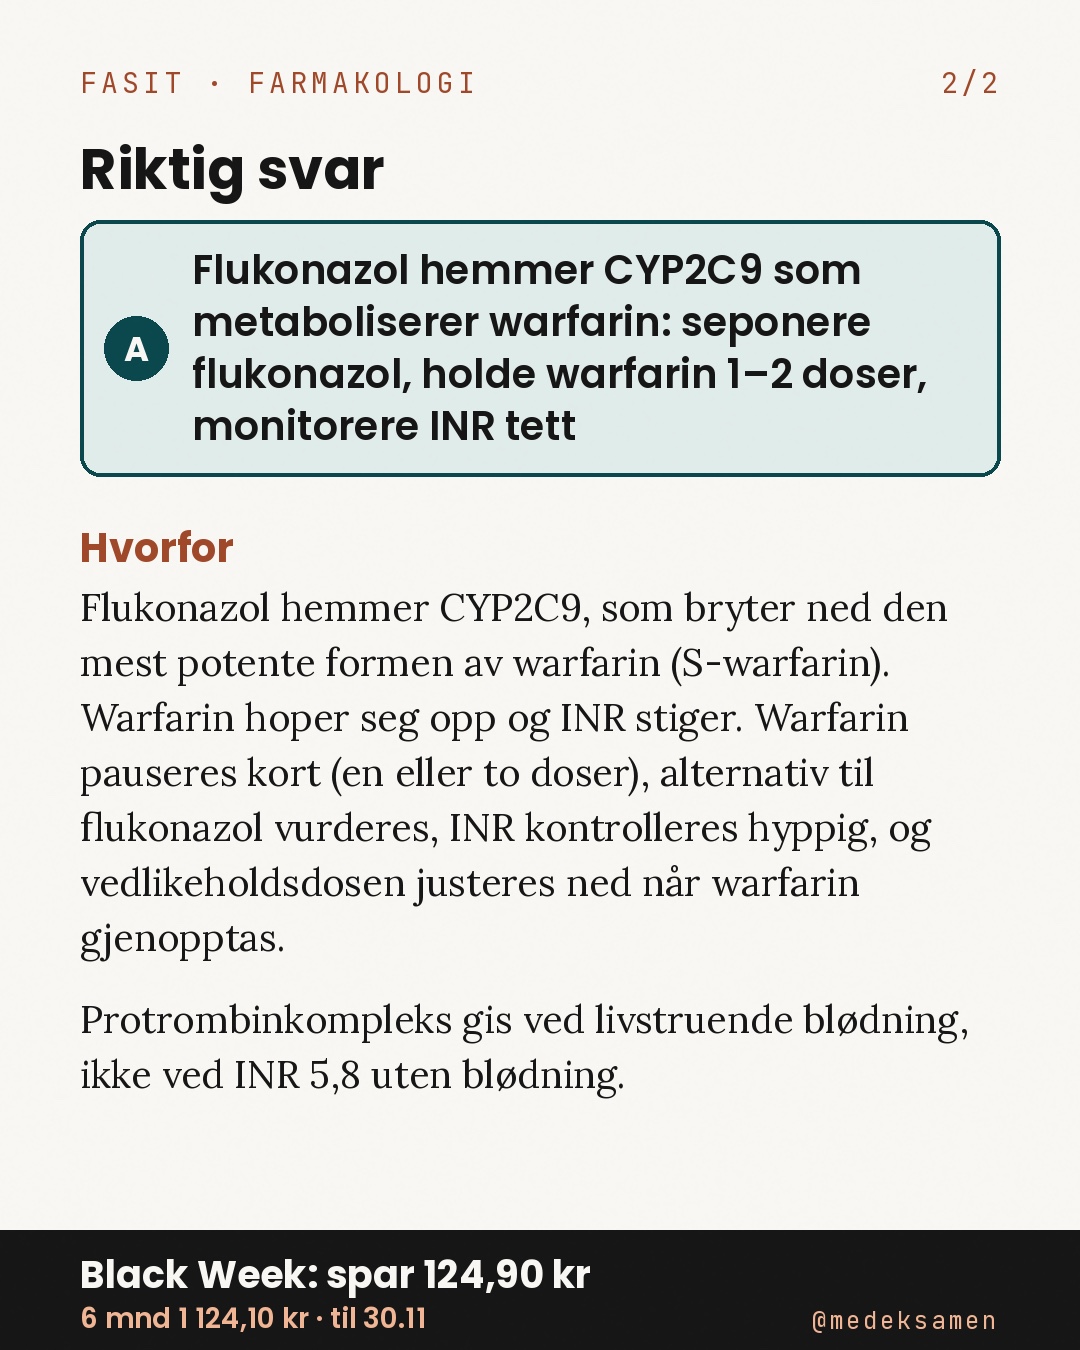 FASIT · FARMAKOLOGI
2/2
Riktig svar
A
Flukonazol hemmer CYP2C9 som
metaboliserer warfarin: seponere
flukonazol, holde warfarin 1–2 doser,
monitorere INR tett
Hvorfor
Flukonazol hemmer CYP2C9, som bryter ned den
mest potente formen av warfarin (S-warfarin).
Warfarin hoper seg opp og INR stiger. Warfarin
pauseres kort (en eller to doser), alternativ til
flukonazol vurderes, INR kontrolleres hyppig, og
vedlikeholdsdosen justeres ned når warfarin
gjenopptas.
Protrombinkompleks gis ved livstruende blødning,
ikke ved INR 5,8 uten blødning.
Black Week: spar 124,90 kr
6 mnd 1 124,10 kr · til 30.11
@medeksamen